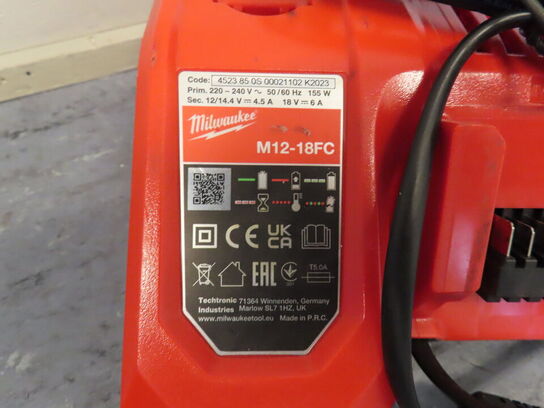 Code: 4523 85 0S 00021102 K2023
Prim. 220 – 240 V ~ 50/60 Hz 155 W
Sec. 12/14.4 V ⎓ 4.5 A 18 V ⎓ 6 A
Milwaukee
M12-18FC
CE UK CA
EAC T5.0A
Techtronic 71364 Winnenden, Germany
Industries Marlow SL7 1HZ, UK
www.milwaukeetool.eu Made in P.R.C.